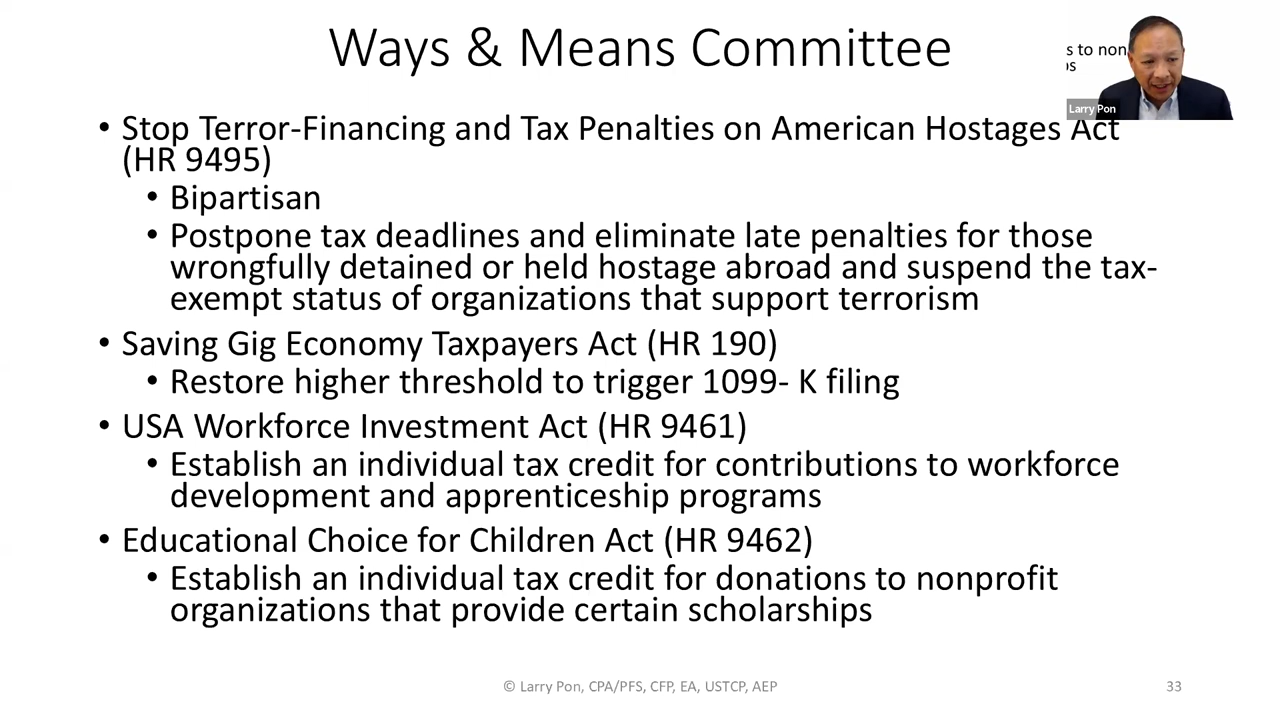 Ways & Means Committee
s to non
os
Larry Pon
• Stop Terror-Financing and Tax Penalties on American Hostages Act
(HR 9495)
• Bipartisan
• Postpone tax deadlines and eliminate late penalties for those
wrongfully detained or held hostage abroad and suspend the tax-
exempt status of organizations that support terrorism
• Saving Gig Economy Taxpayers Act (HR 190)
• Restore higher threshold to trigger 1099- K filing
• USA Workforce Investment Act (HR 9461)
• Establish an individual tax credit for contributions to workforce
development and apprenticeship programs
• Educational Choice for Children Act (HR 9462)
• Establish an individual tax credit for donations to nonprofit
organizations that provide certain scholarships
© Larry Pon, CPA/PFS, CFP, EA, USTCP, AEP
33